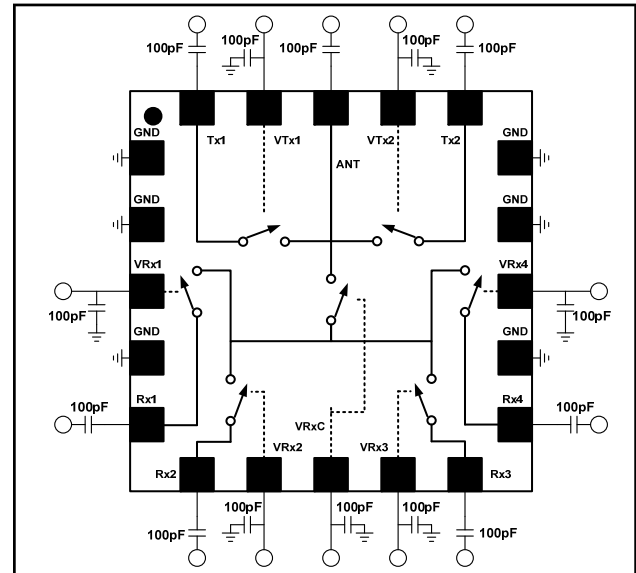 100pF 100pF 100pF 100pF 100pF
Tx1 VTx1 VTx2 Tx2
GND GND
ANT
GND GND
VRx1 VRx4
100pF 100pF
GND GND
Rx1 Rx4
100pF 100pF
VRxC
Rx2 VRx2 VRx3 Rx3
100pF 100pF 100pF 100pF 100pF